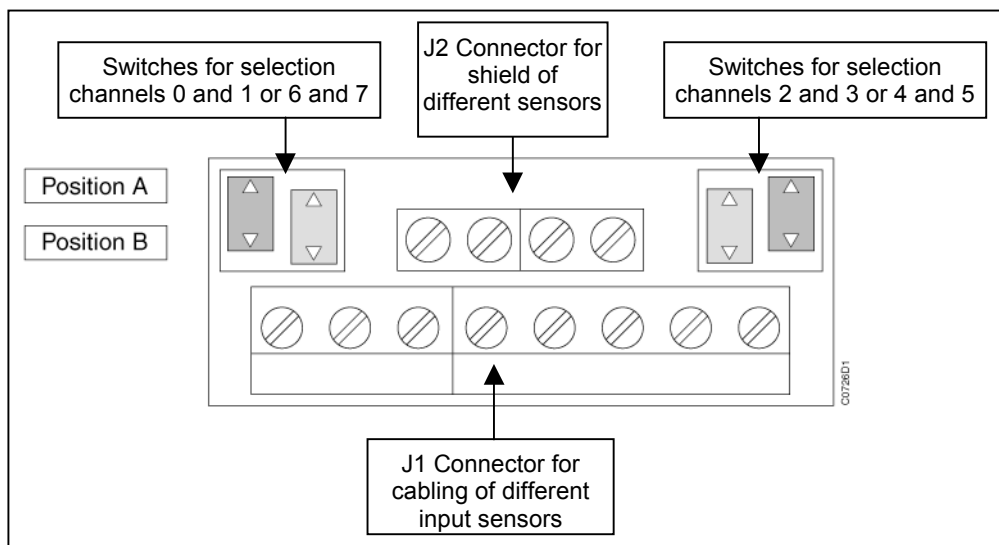 Switches for selection
channels 0 and 1 or 6 and 7
J2 Connector for
shield of
different sensors
Switches for selection
channels 2 and 3 or 4 and 5
Position A
Position B
C0726D1
J1 Connector for
cabling of different
input sensors